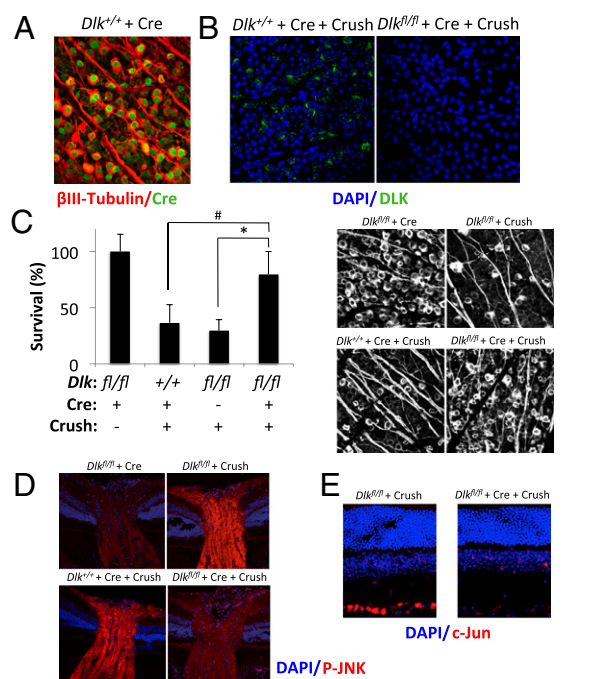 A
Dlk+/+ + Cre
βIII-Tubulin/Cre
B
Dlk+/+ + Cre + Crush
Dlkfl/fl + Cre + Crush
DAPI/DLK
C
#
*
Survival (%)
100
50
0
Dlk: fl/fl +/+ fl/fl fl/fl
Cre: + + - +
Crush: - + + +
Dlkfl/fl + Cre
Dlkfl/fl + Crush
Dlk+/+ + Cre + Crush
Dlkfl/fl + Cre + Crush
D
Dlkfl/fl + Cre
Dlkfl/fl + Crush
Dlk+/+ + Cre + Crush
Dlkfl/fl + Cre + Crush
DAPI/P-JNK
E
Dlkfl/fl + Crush
Dlkfl/fl + Cre + Crush
DAPI/c-Jun